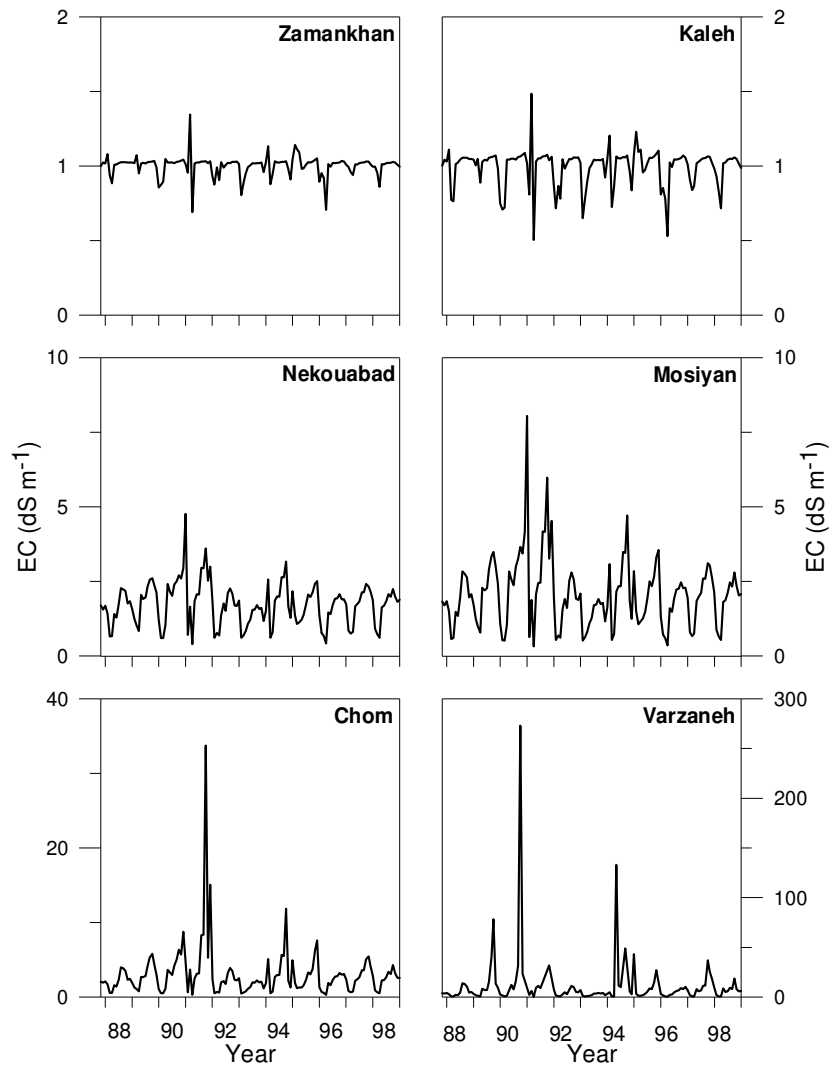 2 Zamankhan Kaleh 2
1 1
0 0
10 Nekouabad Mosiyan 10
EC (dS m-1) 5 5 EC (dS m-1)
0 0
40 Chom Varzaneh 300
200
20
100
0 0
88 90 92 94 96 98 88 90 92 94 96 98
Year Year